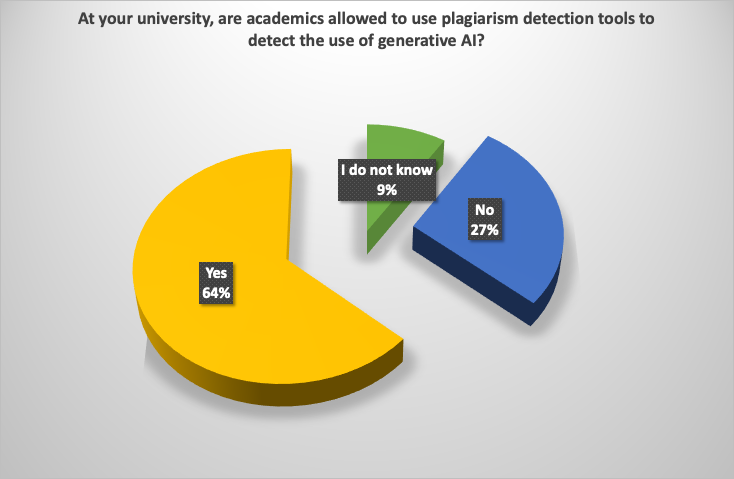 At your university, are academics allowed to use plagiarism detection tools to
detect the use of generative AI?
I do not know
9%
No
27%
Yes
64%